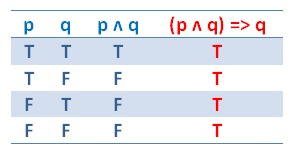 p q p ∧ q (p ∧ q) => q
T T T T
T F F T
F T F T
F F F T